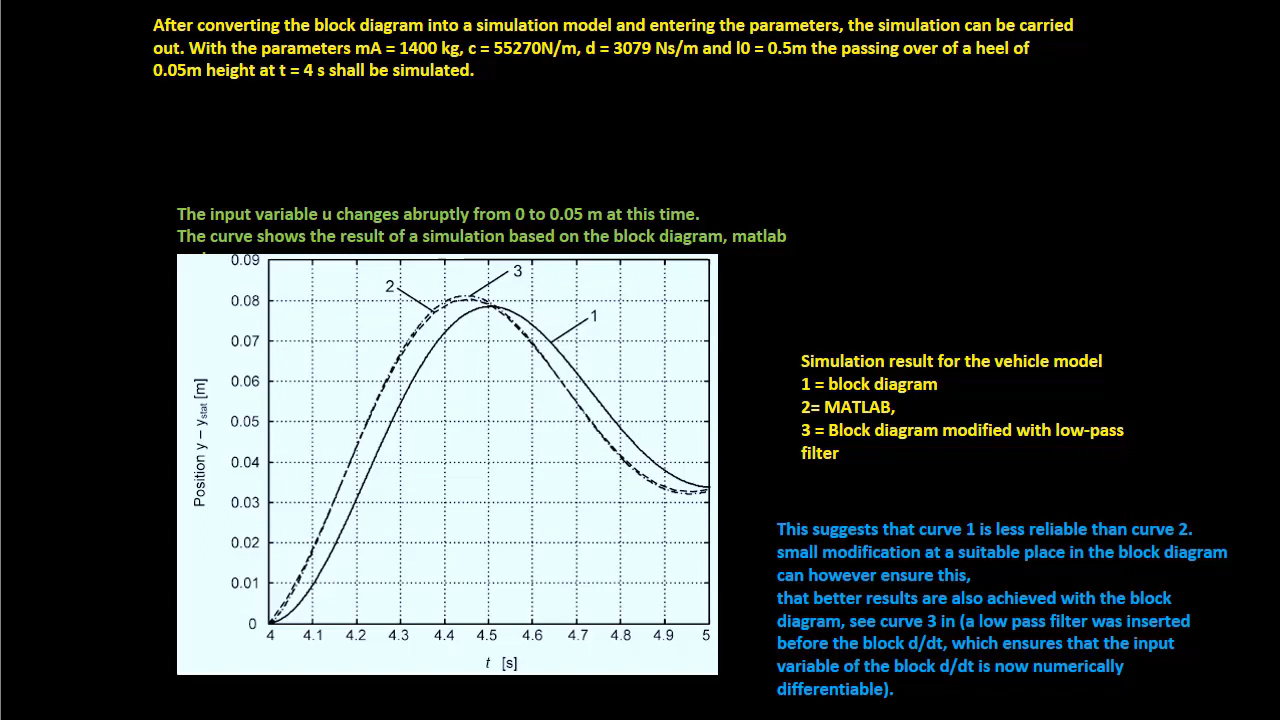 After converting the block diagram into a simulation model and entering the parameters, the simulation can be carried
out. With the parameters mA = 1400 kg, c = 55270N/m, d = 3079 Ns/m and l0 = 0.5m the passing over of a heel of
0.05m height at t = 4 s shall be simulated.
The input variable u changes abruptly from 0 to 0.05 m at this time.
The curve shows the result of a simulation based on the block diagram, matlab
0.09
0.08
0.07
0.06
0.05
0.04
0.03
0.02
0.01
0
Position y – ystat [m]
2
3
1
4 4.1 4.2 4.3 4.4 4.5 4.6 4.7 4.8 4.9 5
t [s]
Simulation result for the vehicle model
1 = block diagram
2= MATLAB,
3 = Block diagram modified with low-pass
filter
This suggests that curve 1 is less reliable than curve 2.
small modification at a suitable place in the block diagram
can however ensure this,
that better results are also achieved with the block
diagram, see curve 3 in (a low pass filter was inserted
before the block d/dt, which ensures that the input
variable of the block d/dt is now numerically
differentiable).